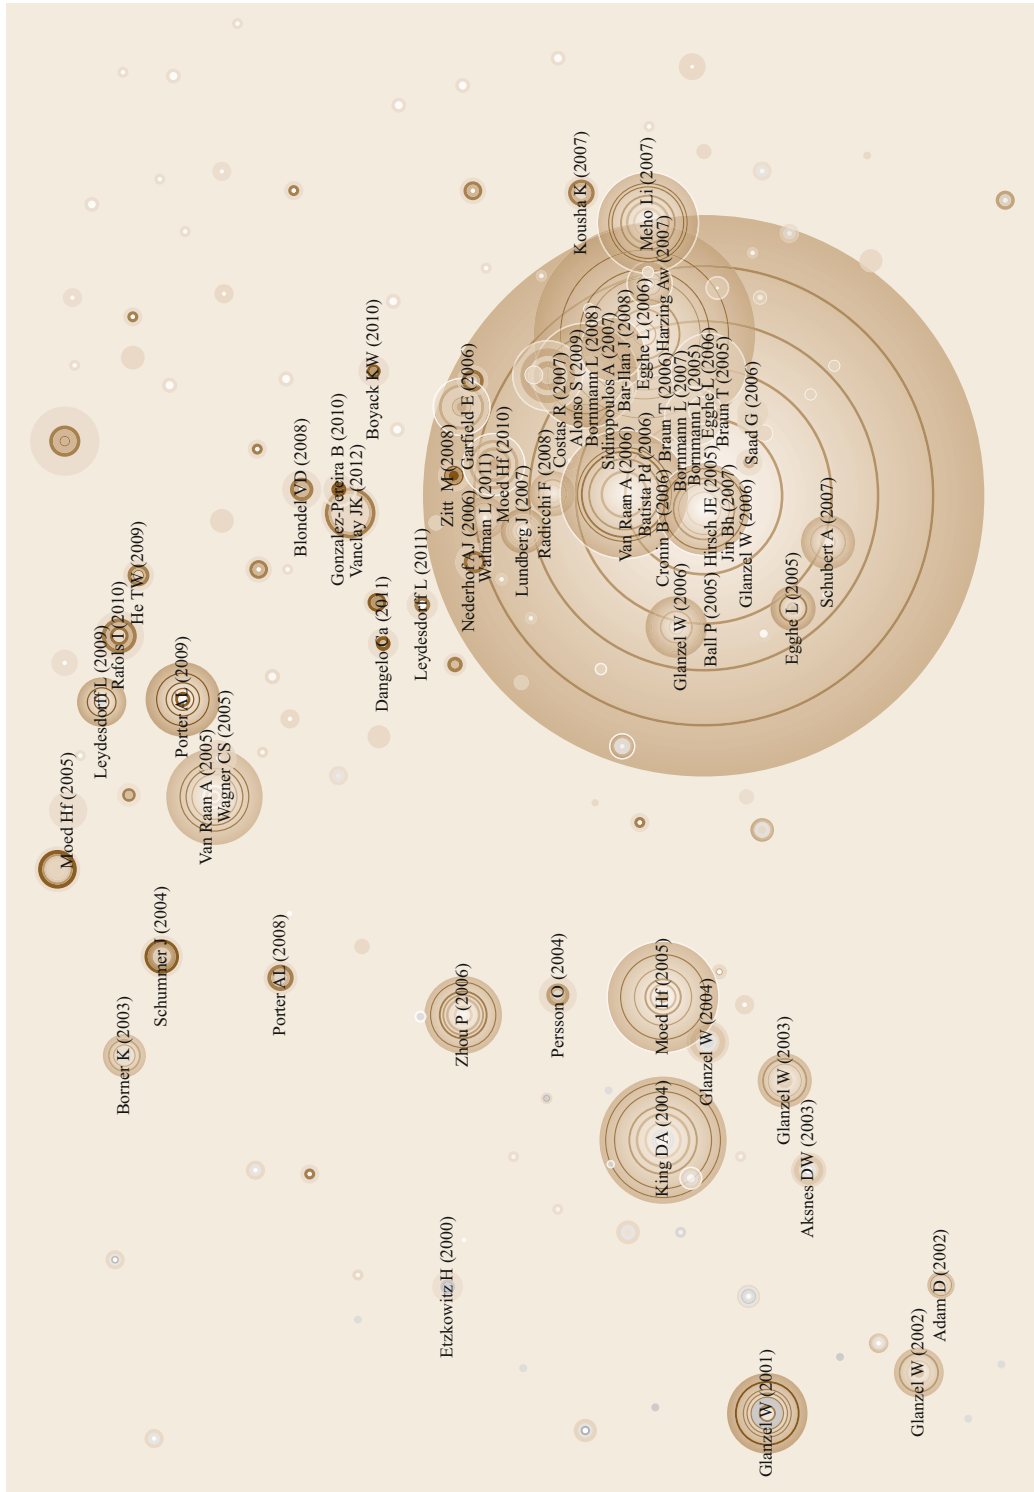 Moed Hf (2005)
Leydesdorff L (2009)
Rafols I (2010)
He TW (2009)
Borner K (2003)
Schummer J (2004)
Porter AL (2009)
Van Raan A (2005)
Wagner CS (2005)
Porter AL (2008)
Blondel VD (2008)
Gonzalez-Pereira B (2010)
Vanclay JK (2012)
Boyack KW (2010)
Dangelo Ca (2011)
Leydesdorff L (2011)
Etzkowitz H (2000)
Zitt M (2008)
Zhou P (2006)
Nederhof AJ (2006)
Garfield E (2006)
Waltman L (2011)
Moed Hf (2010)
Lundberg J (2007)
Radicchi F (2008)
Persson O (2004)
Costas R (2007)
Alonso S (2009)
Kousha K (2007)
Bornmann L (2008)
Sidiropoulos A (2007)
Van Raan A (2006)
Bar-Ilan J (2008)
Batista Pd (2006)
Egghe L (2006)
Meho Li (2007)
King DA (2004)
Moed Hf (2005)
Cronin B (2006)
Braun T (2006)
Harzing Aw (2007)
Glanzel W (2006)
Bornmann L (2007)
Bornmann L (2005)
Glanzel W (2004)
Ball P (2005)
Hirsch JE (2005)
Egghe L (2006)
Jin Bh (2007)
Braun T (2005)
Glanzel W (2006)
Saad G (2006)
Glanzel W (2001)
Glanzel W (2003)
Egghe L (2005)
Aksnes DW (2003)
Schubert A (2007)
Glanzel W (2002)
Adam D (2002)